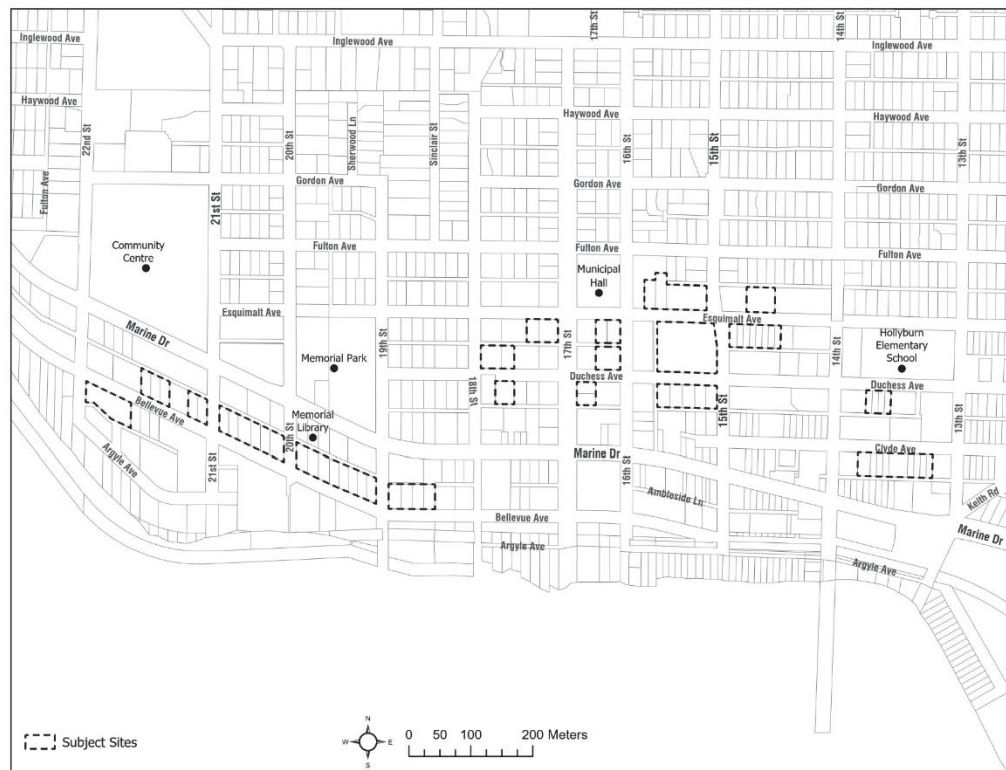 17th St
14th St
Inglewood Ave
Inglewood Ave
Inglewood Ave
Haywood Ave
Haywood Ave
Haywood Ave
22nd St
20th St
Sherwood Ln
Sinclair St
16th St
15th St
13th St
Fulton Ave
21st St
Gordon Ave
Gordon Ave
Gordon Ave
Community
Centre
Fulton Ave
Fulton Ave
Fulton Ave
Municipal
Hall
Esquimalt Ave
Esquimalt Ave
Marine Dr
19th St
17th St
14th St
Hollyburn
Elementary
School
Memorial Park
18th St
Duchess Ave
Duchess Ave
15th St
13th St
Bellevue Ave
20th St
Memorial
Library
21st St
Argyle Ave
Marine Dr
16th St
Clyde Ave
Ambleside Ln
Keith Rd
Bellevue Ave
Marine Dr
Argyle Ave
Argyle Ave
Subject Sites
N
W E
S
0 50 100 200 Meters